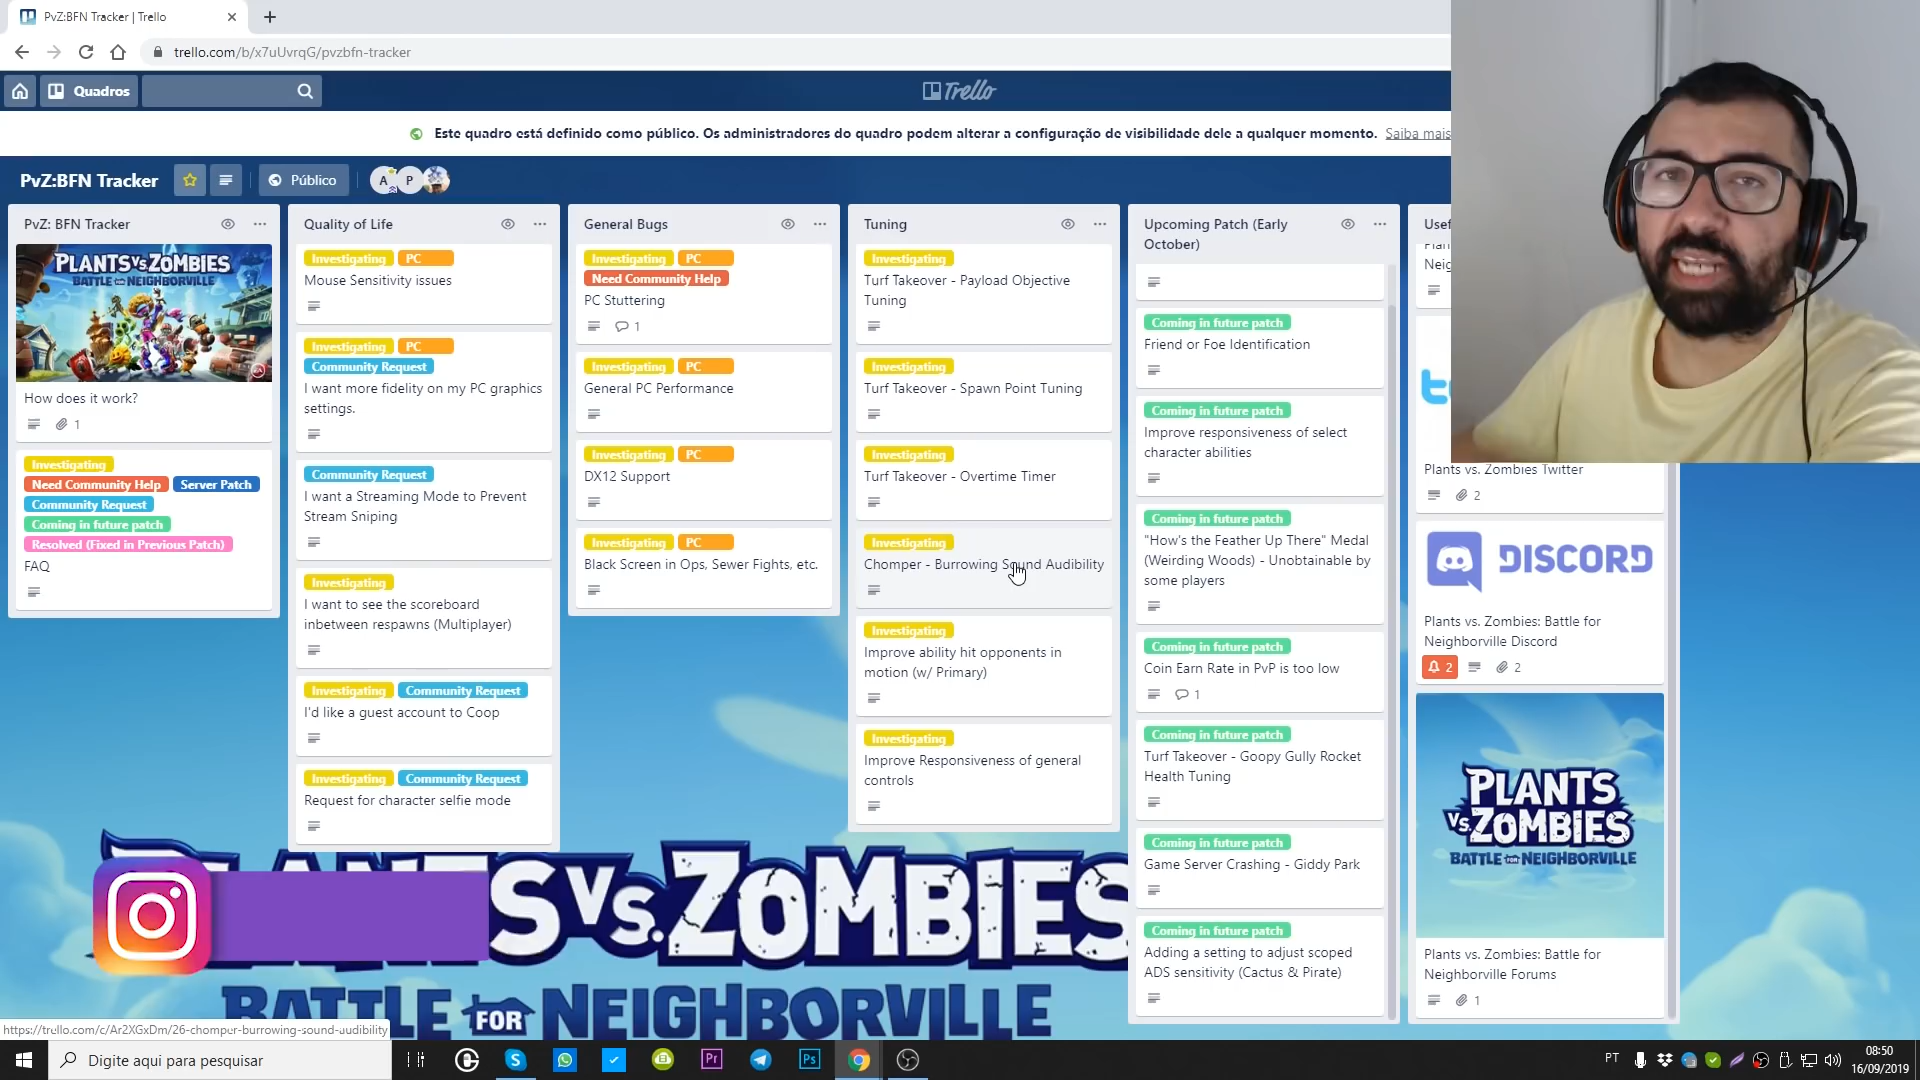 PvZ:BFN Tracker | Trello
trello.com/b/x7uUvrqG/pvzbfn-tracker
Quadros
Trello
Este quadro está definido como público. Os administradores do quadro podem alterar a configuração de visibilidade dele a qualquer momento. Saiba mais
PvZ:BFN Tracker
Público
A
P
PvZ: BFN Tracker
PLANTS VS. ZOMBIES
BATTLE FOR NEIGHBORVILLE
EA
How does it work?
1
Investigating
Need Community Help
Server Patch
Community Request
Coming in future patch
Resolved (Fixed in Previous Patch)
FAQ
Quality of Life
Investigating PC
Mouse Sensitivity issues
Investigating PC
Community Request
I want more fidelity on my PC graphics
settings.
Community Request
I want a Streaming Mode to Prevent
Stream Sniping
Investigating
I want to see the scoreboard
inbetween respawns (Multiplayer)
Investigating Community Request
I'd like a guest account to Coop
Investigating Community Request
Request for character selfie mode
General Bugs
Investigating PC
Need Community Help
PC Stuttering
1
Investigating PC
General PC Performance
Investigating PC
DX12 Support
Investigating PC
Black Screen in Ops, Sewer Fights, etc.
Tuning
Investigating
Turf Takeover - Payload Objective
Tuning
Investigating
Turf Takeover - Spawn Point Tuning
Investigating
Turf Takeover - Overtime Timer
Investigating
Chomper - Burrowing Sound Audibility
Investigating
Improve ability hit opponents in
motion (w/ Primary)
Investigating
Improve Responsiveness of general
controls
Upcoming Patch (Early
October)
Coming in future patch
Friend or Foe Identification
Coming in future patch
Improve responsiveness of select
character abilities
Coming in future patch
"How's the Feather Up There" Medal
(Weirding Woods) - Unobtainable by
some players
Coming in future patch
Coin Earn Rate in PvP is too low
1
Coming in future patch
Turf Takeover - Goopy Gully Rocket
Health Tuning
Coming in future patch
Game Server Crashing - Giddy Park
Coming in future patch
Adding a setting to adjust scoped
ADS sensitivity (Cactus & Pirate)
Usef
Neig
Plants vs. Zombies Twitter
2
DISCORD
Plants vs. Zombies: Battle for
Neighborville Discord
2
2
PLANTS
VS. ZOMBIES
BATTLE FOR NEIGHBORVILLE
Plants vs. Zombies: Battle for
Neighborville Forums
1
PLANTS VS. ZOMBIES
BATTLE FOR NEIGHBORVILLE
https://trello.com/c/Ar2XGxDm/26-chomper-burrowing-sound-audibility
Digite aqui para pesquisar
Pr
Ps
PT
08:50
16/09/2019